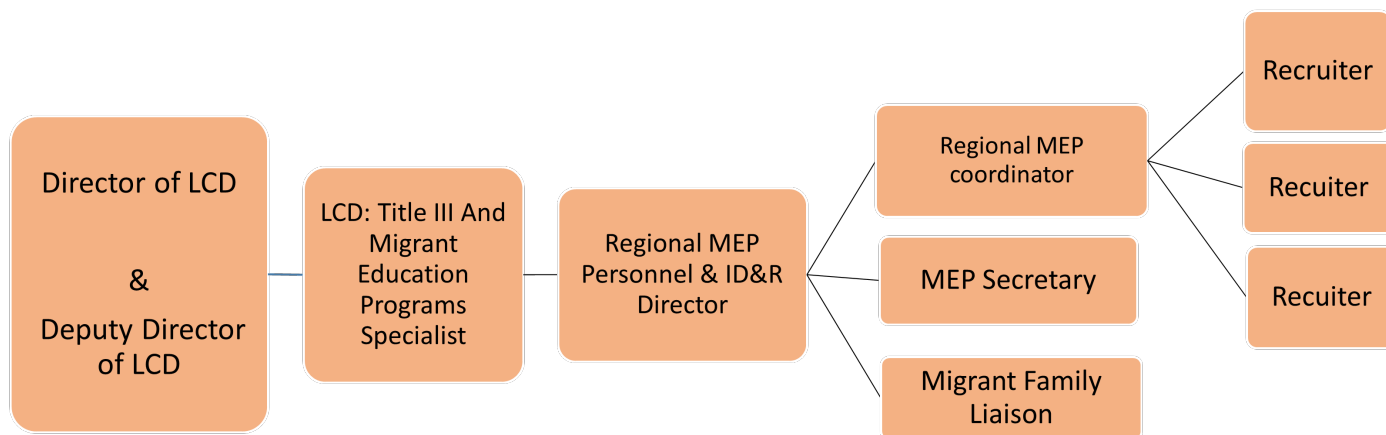 Director of LCD
&
Deputy Director
of LCD
LCD: Title III And
Migrant
Education
Programs
Specialist
Regional MEP
Personnel & ID&R
Director
Regional MEP
coordinator
MEP Secretary
Migrant Family
Liaison
Recruiter
Recuiter
Recuiter